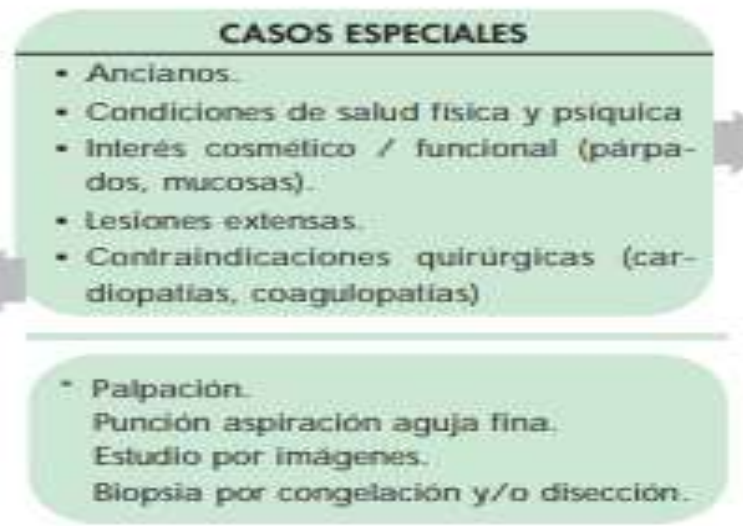 CASOS ESPECIALES
• Ancianos.
• Condiciones de salud física y psíquica
• Interés cosmético / funcional (párpa-
dos, mucosas).
• Lesiones extensas.
• Contraindicaciones quirúrgicas (car-
diopatías, coagulopatías)
* Palpación.
Punción aspiración aguja fina.
Estudio por imágenes.
Biopsia por congelación y/o disección.